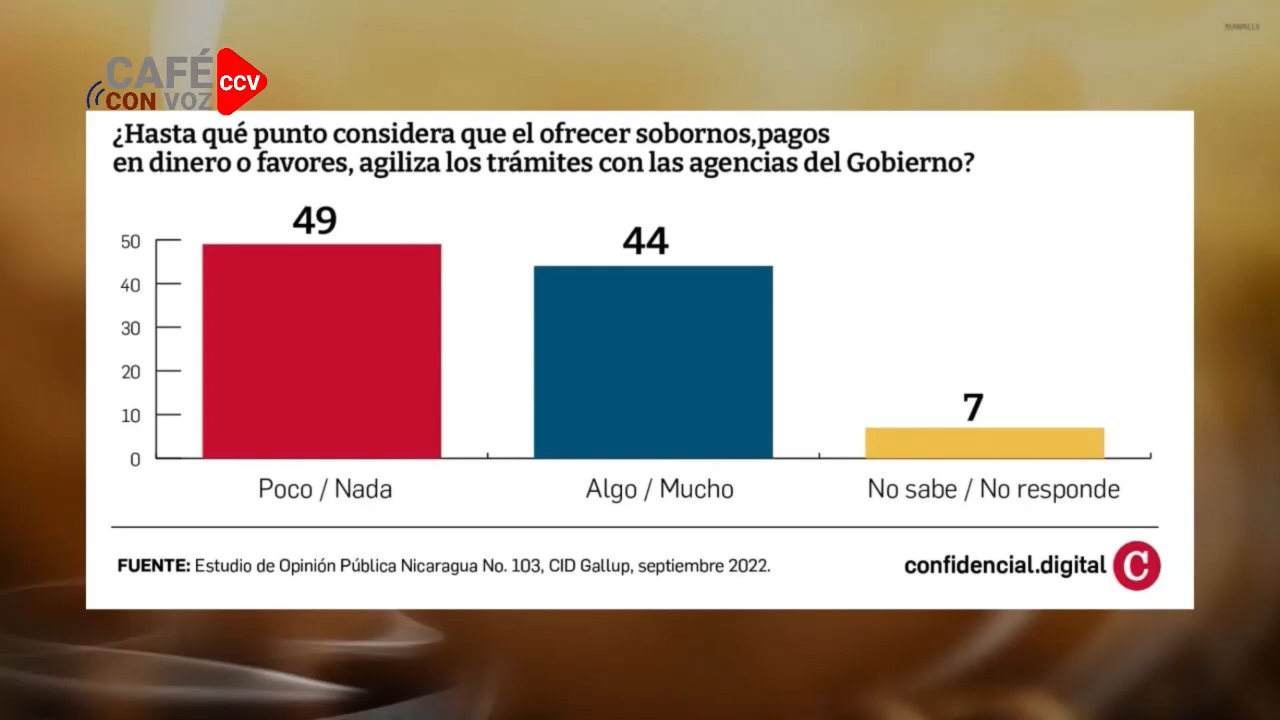 CAFÉ
CON VOZ
CCV
¿Hasta qué punto considera que el ofrecer sobornos,pagos
en dinero o favores, agiliza los trámites con las agencias del Gobierno?
49
44
7
50
40
30
20
10
0
Poco / Nada
Algo / Mucho
No sabe / No responde
FUENTE: Estudio de Opinión Pública Nicaragua No. 103, CID Gallup, septiembre 2022.
confidencial.digital C